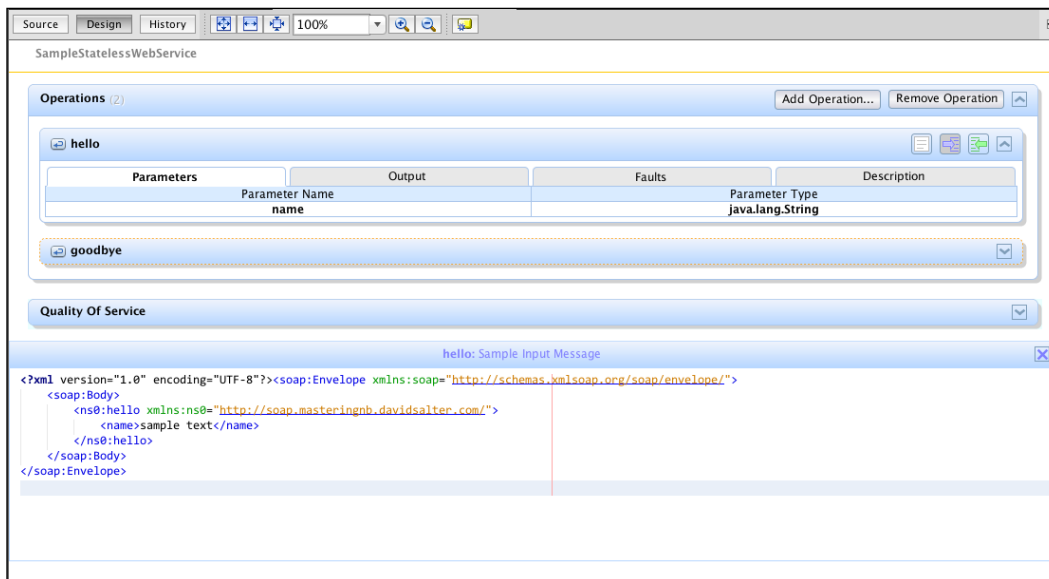 Source Design History 100%
SampleStatelessWebService
Operations (2) Add Operation... Remove Operation
hello
Parameters Output Faults Description
Parameter Name Parameter Type
name java.lang.String
goodbye
Quality Of Service
hello: Sample Input Message
<?xml version="1.0" encoding="UTF-8"?><soap:Envelope xmlns:soap="http://schemas.xmlsoap.org/soap/envelope/">
<soap:Body>
<ns0:hello xmlns:ns0="http://soap.masteringnb.davidsalter.com/">
<name>sample text</name>
</ns0:hello>
</soap:Body>
</soap:Envelope>